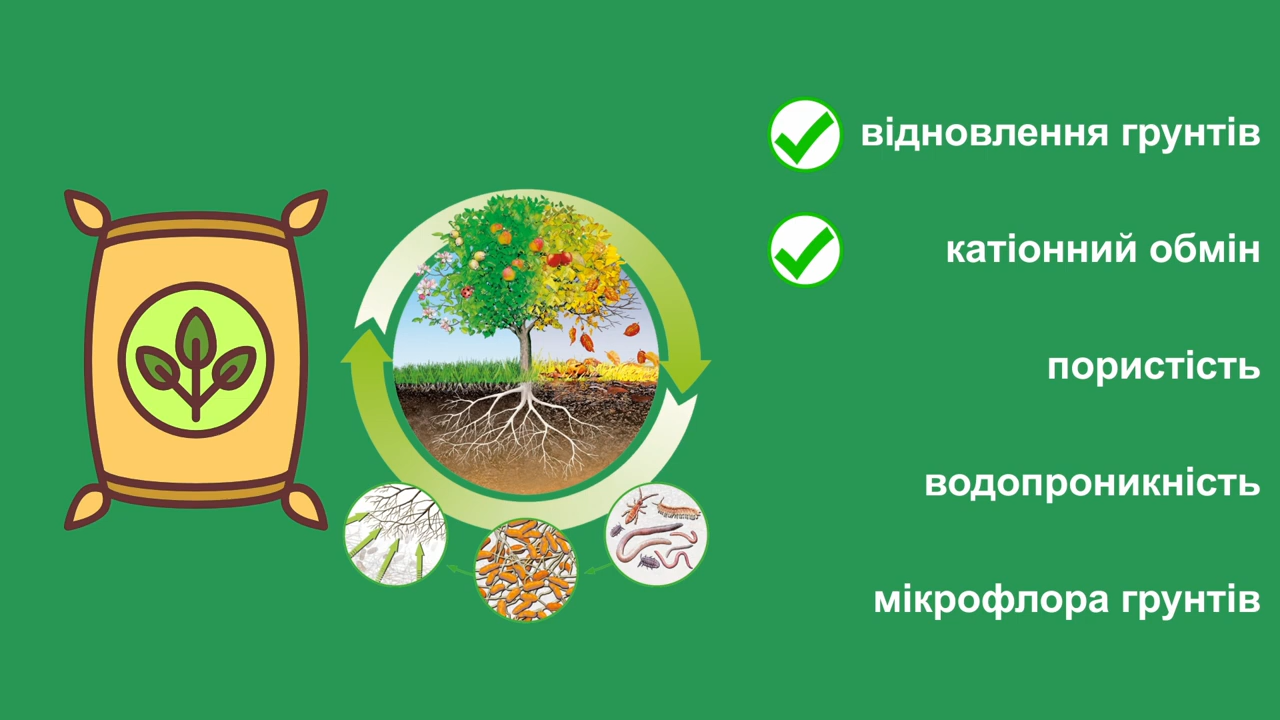 відновлення грунтів
катіонний обмін
пористість
водопроникність
мікрофлора грунтів